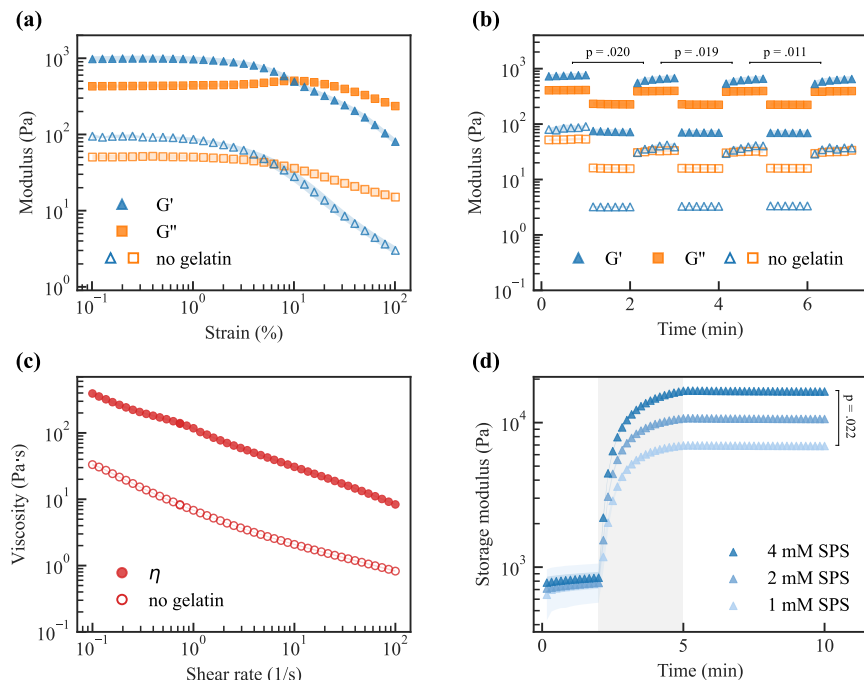 (a)
Modulus (Pa)
10³
10²
10¹
10⁰
G'
G"
no gelatin
10⁻¹
10⁰
10¹
10²
Strain (%)
(b)
p = .020
p = .019
p = .011
Modulus (Pa)
10⁴
10³
10²
10¹
10⁰
10⁻¹
G'
G"
no gelatin
0
2
4
6
Time (min)
(c)
Viscosity (Pa·s)
10²
10¹
10⁰
10⁻¹
η
no gelatin
10⁻¹
10⁰
10¹
10²
Shear rate (1/s)
(d)
Storage modulus (Pa)
10⁴
10³
p = .022
4 mM SPS
2 mM SPS
1 mM SPS
0
5
10
Time (min)